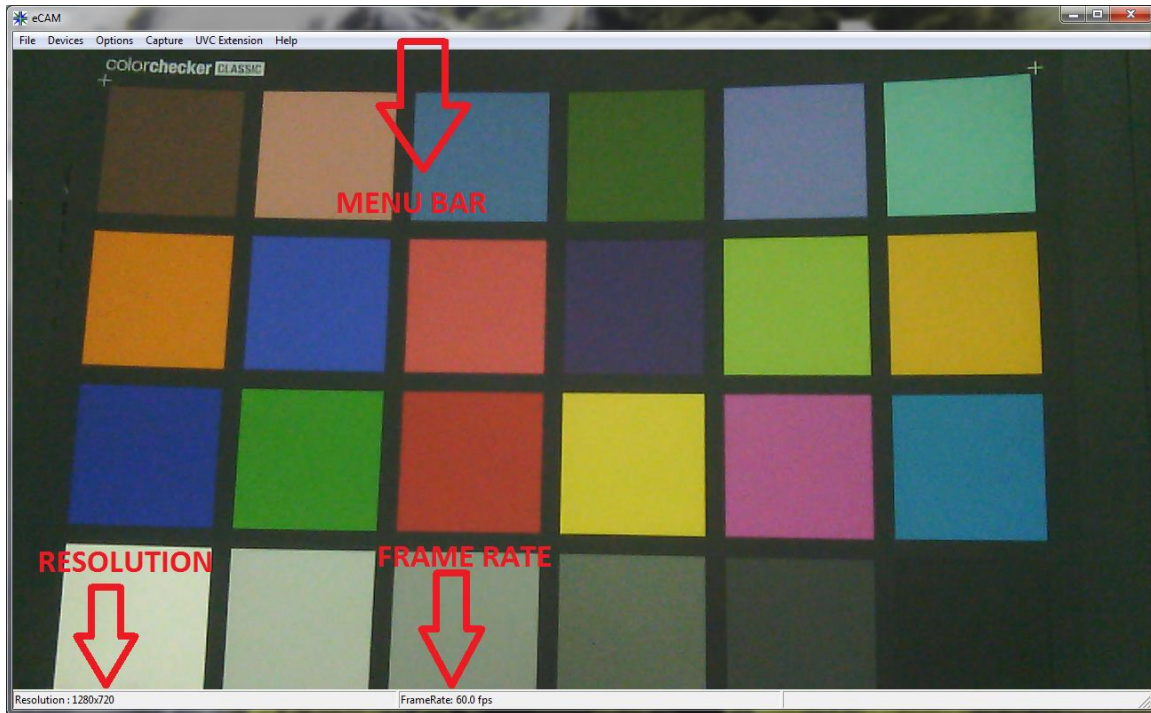 eCAM
File Devices Options Capture UVC Extension Help
colorchecker CLASSIC
MENU BAR
RESOLUTION
FRAME RATE
Resolution : 1280x720
FrameRate: 60.0 fps